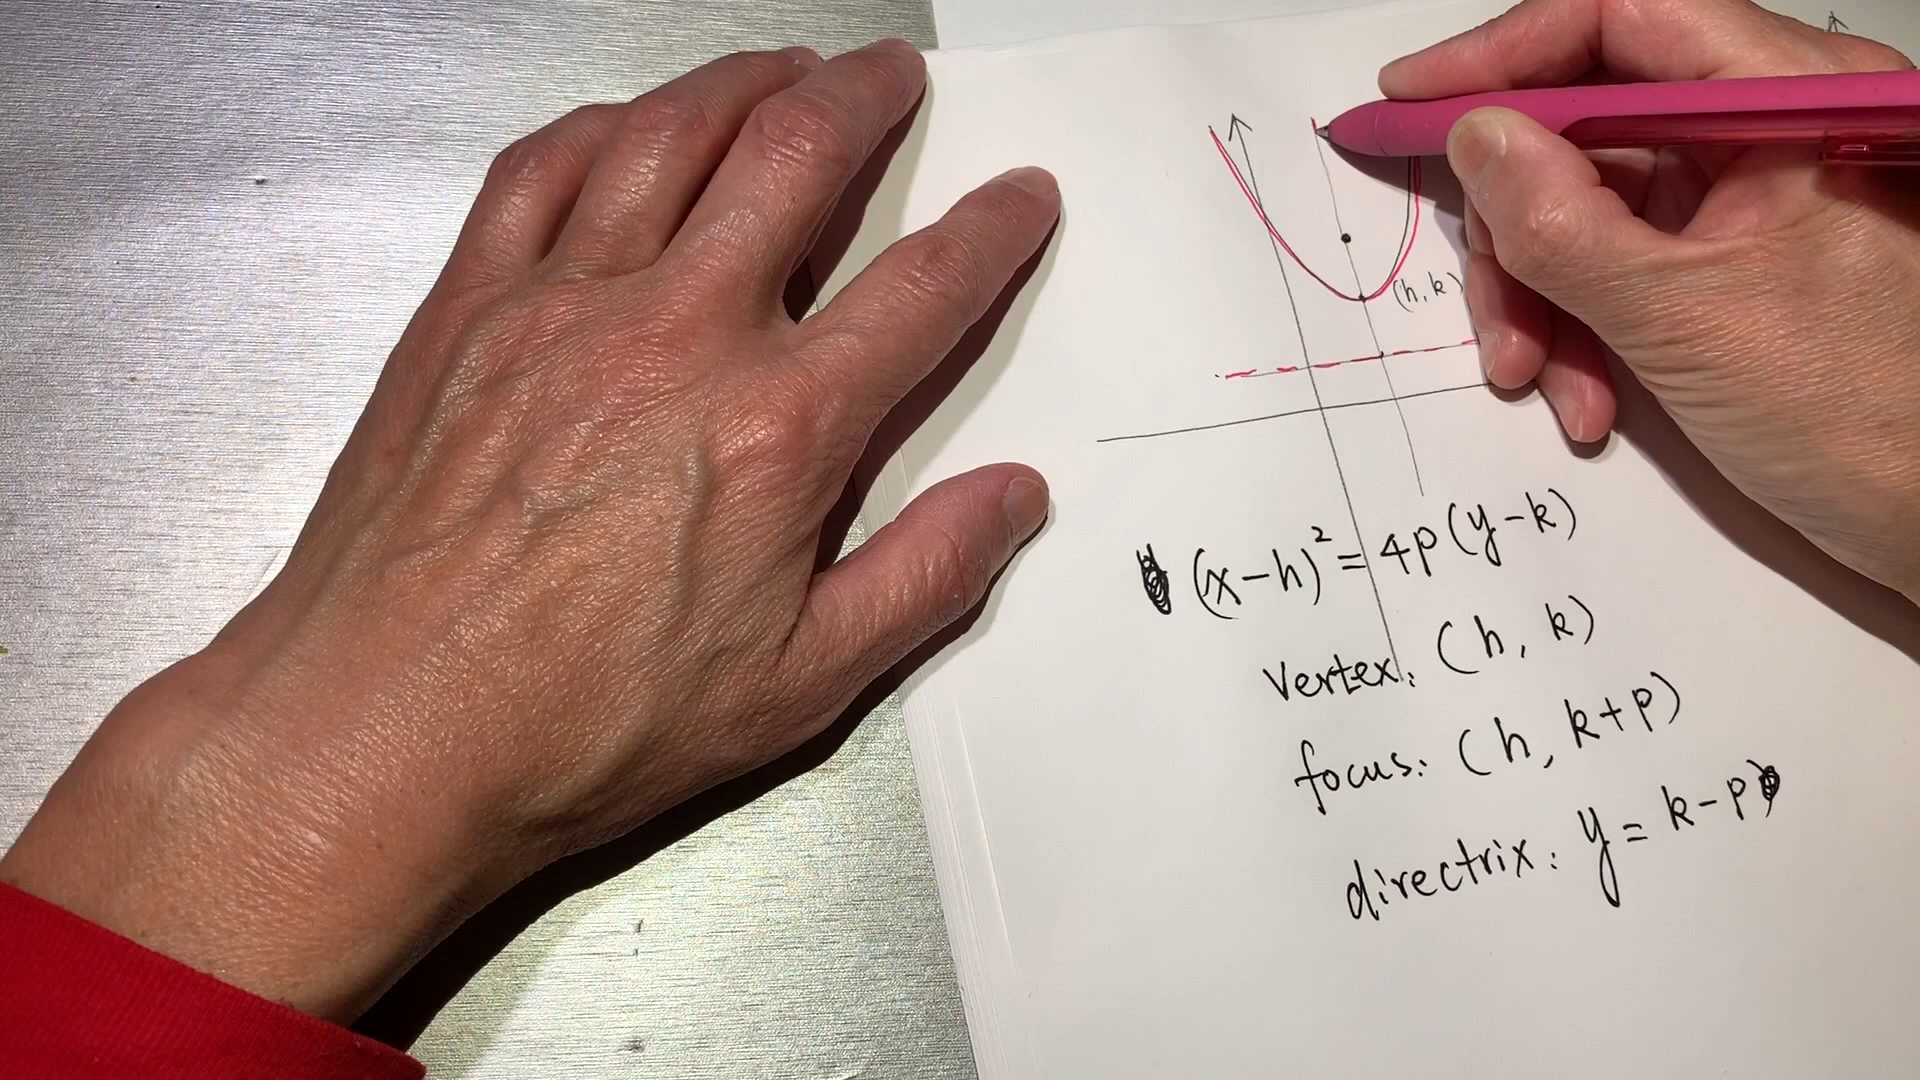 (h, k)
(x-h)² = 4p(y-k)
Vertex: (h, k)
focus: (h, k+p)
directrix: y = k-p